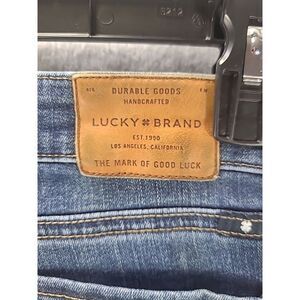 DURABLE GOODS
HANDCRAFTED
LUCKY BRAND
EST. 1990
LOS ANGELES, CALIFORNIA
THE MARK OF GOOD LUCK